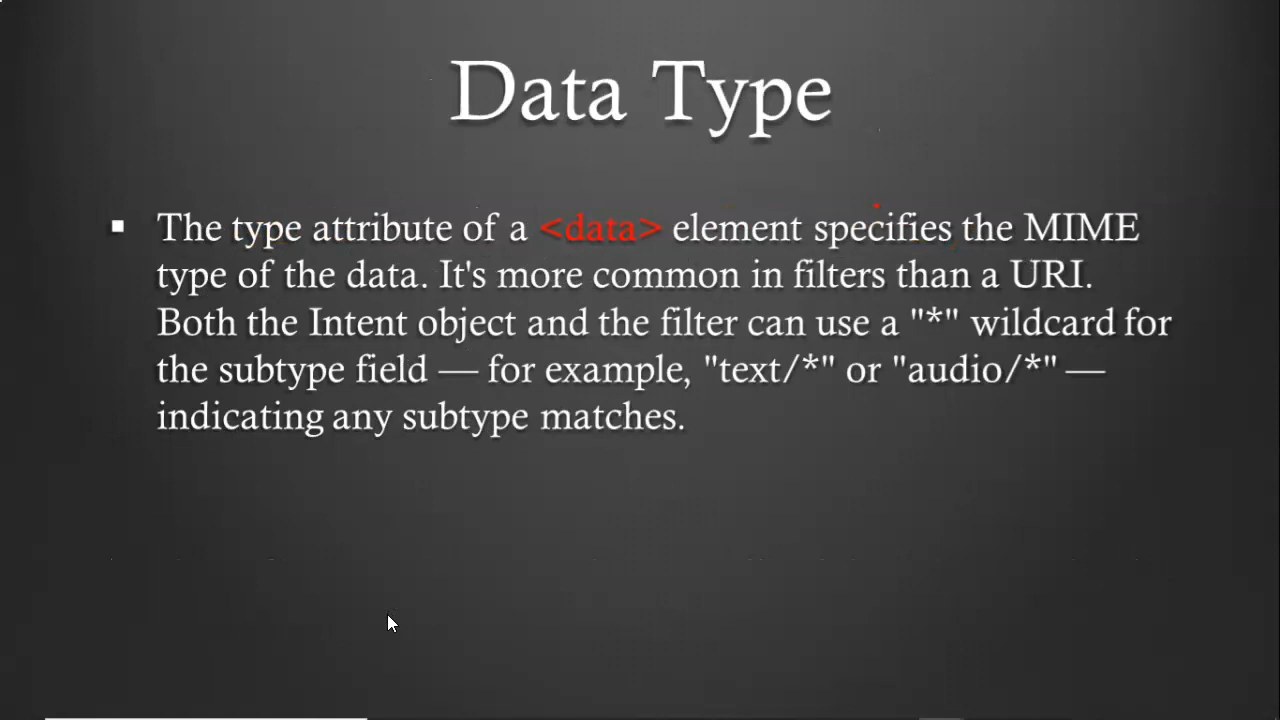 Data Type
▪ The type attribute of a <data> element specifies the MIME
type of the data. It's more common in filters than a URI.
Both the Intent object and the filter can use a "*" wildcard for
the subtype field — for example, "text/*" or "audio/*" —
indicating any subtype matches.